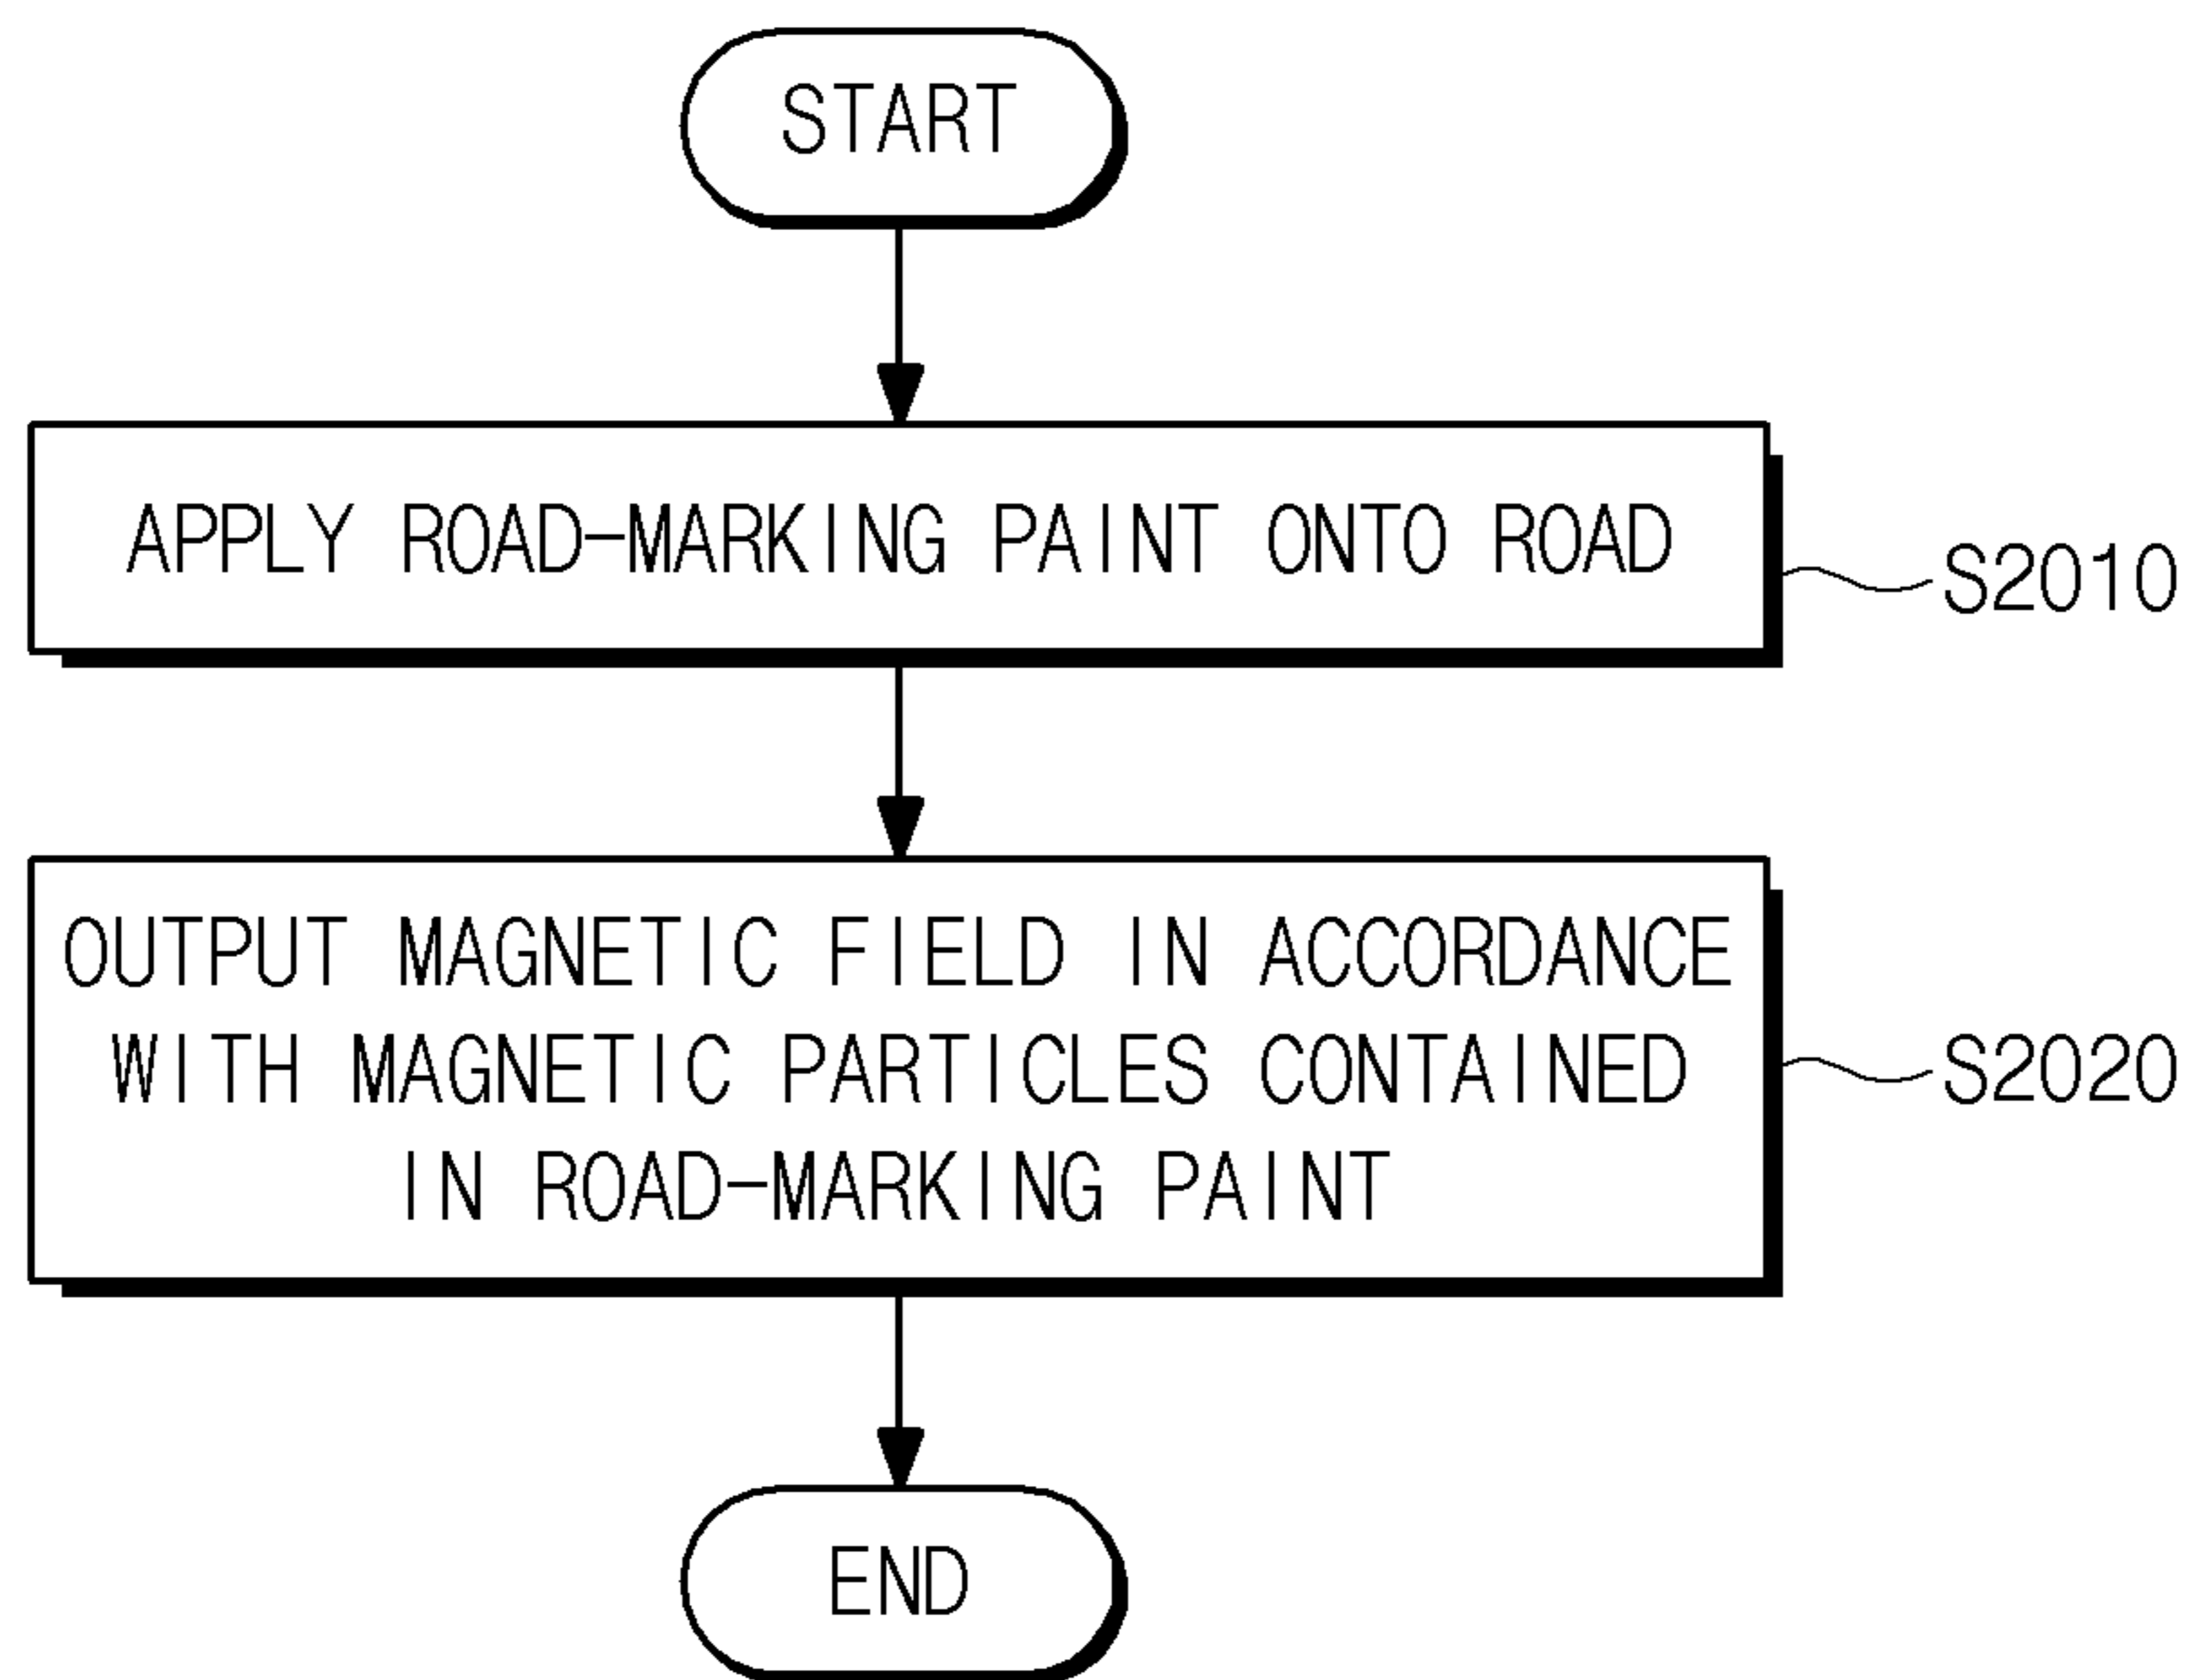 START
APPLY ROAD-MARKING PAINT ONTO ROAD
S2010
OUTPUT MAGNETIC FIELD IN ACCORDANCE
WITH MAGNETIC PARTICLES CONTAINED
IN ROAD-MARKING PAINT
S2020
END